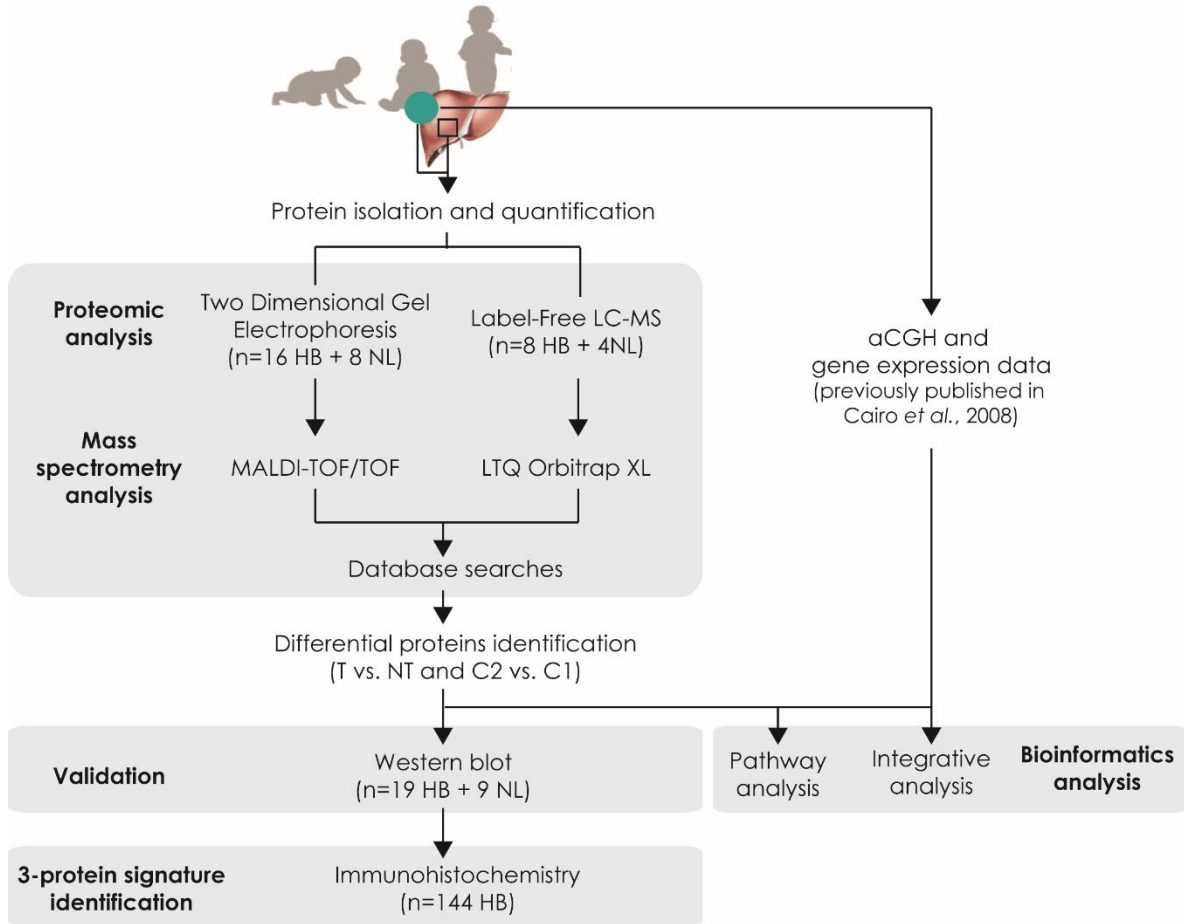 Protein isolation and quantification
Proteomic
analysis
Two Dimensional Gel
Electrophoresis
(n=16 HB + 8 NL)
Label-Free LC-MS
(n=8 HB + 4NL)
aCGH and
gene expression data
(previously published in
Cairo et al., 2008)
Mass
spectrometry
analysis
MALDI-TOF/TOF
LTQ Orbitrap XL
Database searches
Differential proteins identification
(T vs. NT and C2 vs. C1)
Validation
Western blot
(n=19 HB + 9 NL)
Pathway
analysis
Integrative
analysis
Bioinformatics
analysis
3-protein signature
identification
Immunohistochemistry
(n=144 HB)